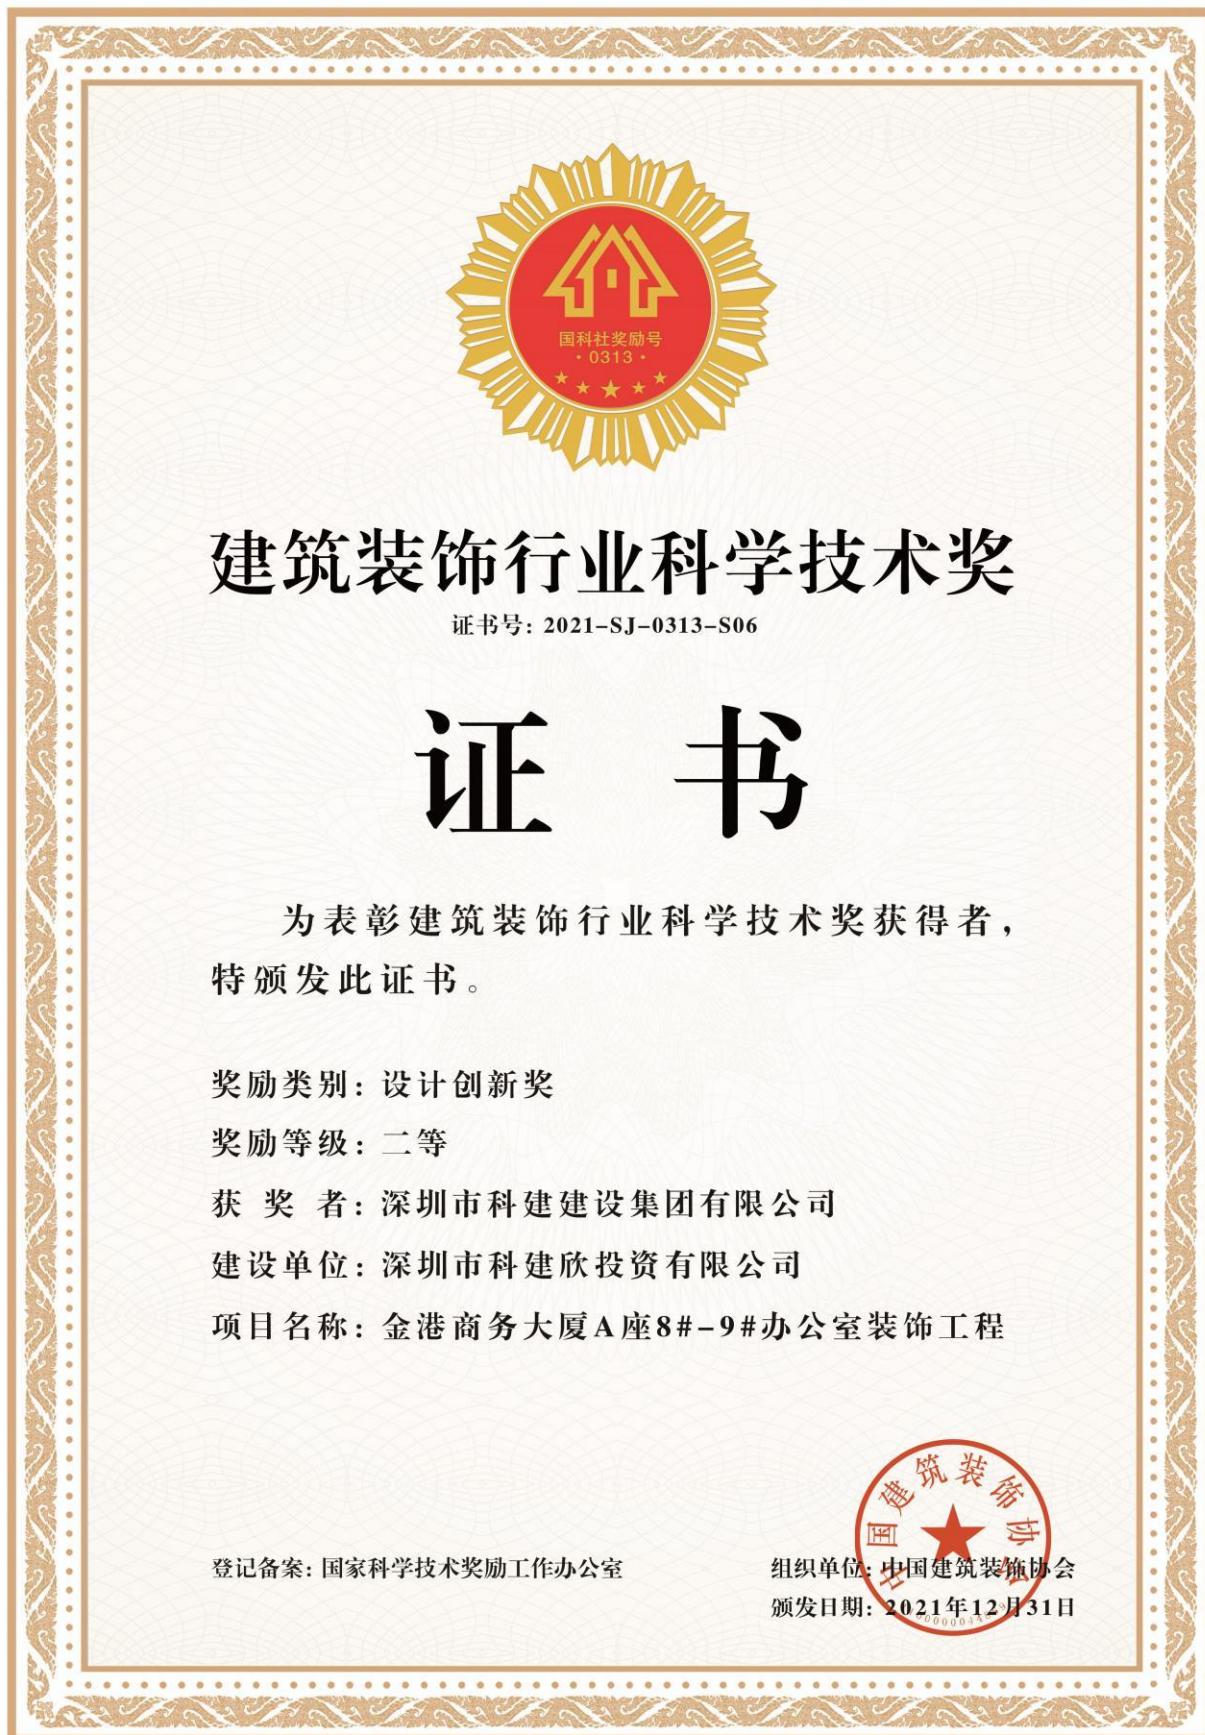 国科社奖励号
·0313·
建筑装饰行业科学技术奖
证书号：2021-SJ-0313-S06
证 书
为表彰建筑装饰行业科学技术奖获得者，
特颁发此证书。
奖励类别：设计创新奖
奖励等级：二等
获 奖 者：深圳市科建建设集团有限公司
建设单位：深圳市科建欣投资有限公司
项目名称：金港商务大厦A座8#-9#办公室装饰工程
中国建筑装饰协会
登记备案：国家科学技术奖励工作办公室
组织单位：中国建筑装饰协会
颁发日期：2021年12月31日